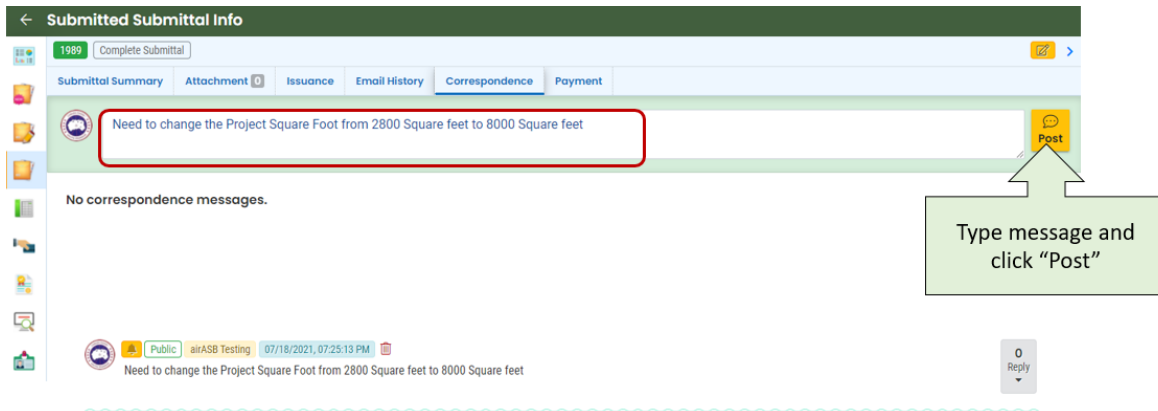 Submitted Submittal Info
1989 Complete Submittal
Submittal Summary Attachment 0 Issuance Email History Correspondence Payment
Need to change the Project Square Foot from 2800 Square feet to 8000 Square feet
Post
No correspondence messages.
Type message and
click “Post”
Public airASB Testing 07/18/2021, 07:25:13 PM
Need to change the Project Square Foot from 2800 Square feet to 8000 Square feet
0
Reply